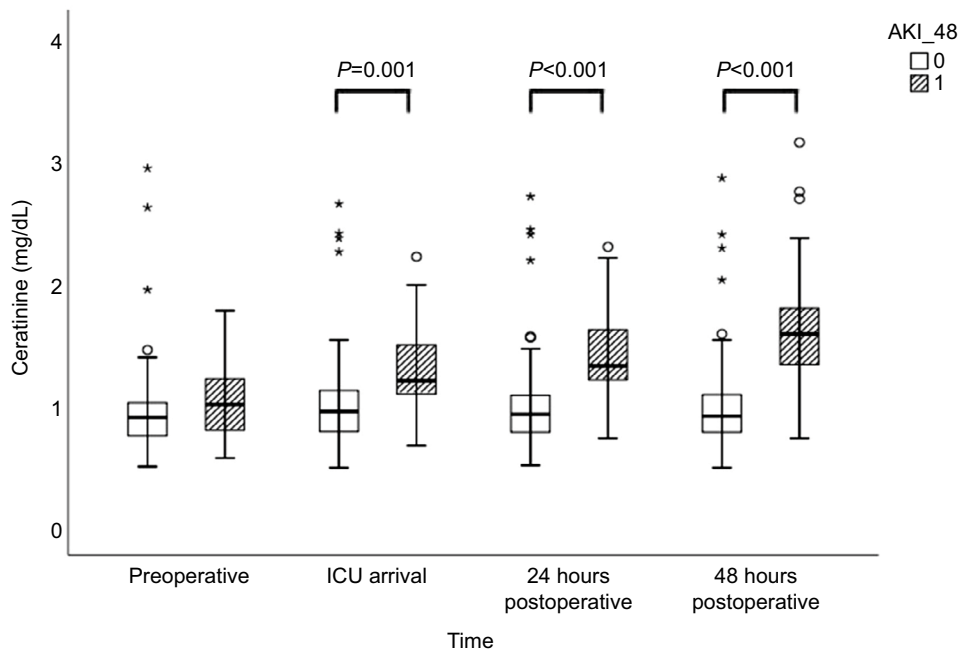 AKI_48
0
1
P=0.001
P<0.001
P<0.001
4
3
2
1
0
Ceratinine (mg/dL)
Preoperative
ICU arrival
24 hours
postoperative
48 hours
postoperative
Time